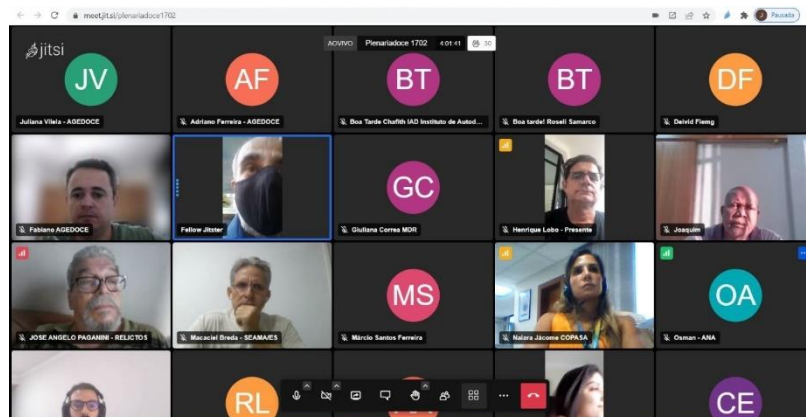 meet.jit.si/plenariadoce1702
Pausada
jitsi
AO VIVO Plenariadoce 1702 4:01:41 30
JV
AF
BT
BT
DF
Juliana Vilela - AGEDOCE
Adriano Ferreira - AGEDOCE
Boa Tarde Chafith IAD Instituto de Autod...
Boa tarde! Roseli Samarco
Deivid Fiemg
GC
Fabiano AGEDOCE
Fellow Jitster
Giuliana Correa MDR
Henrique Lobo - Presente
Joaquim
MS
OA
JOSE ANGELO PAGANINI - RELICTOS
Macaciel Breda - SEAMA/ES
Márcio Santos Ferreira
Naiara Jácome COPASA
Osman - ANA
RL
CE